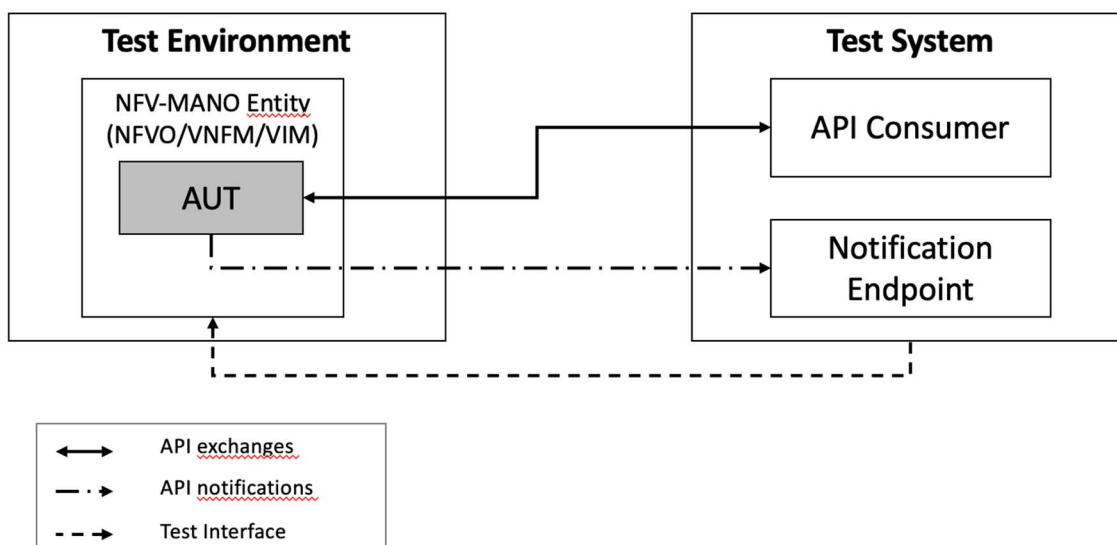 Test Environment
NFV-MANO Entity
(NFVO/VNFM/VIM)
AUT
Test System
API Consumer
Notification
Endpoint
API exchanges
API notifications
Test Interface